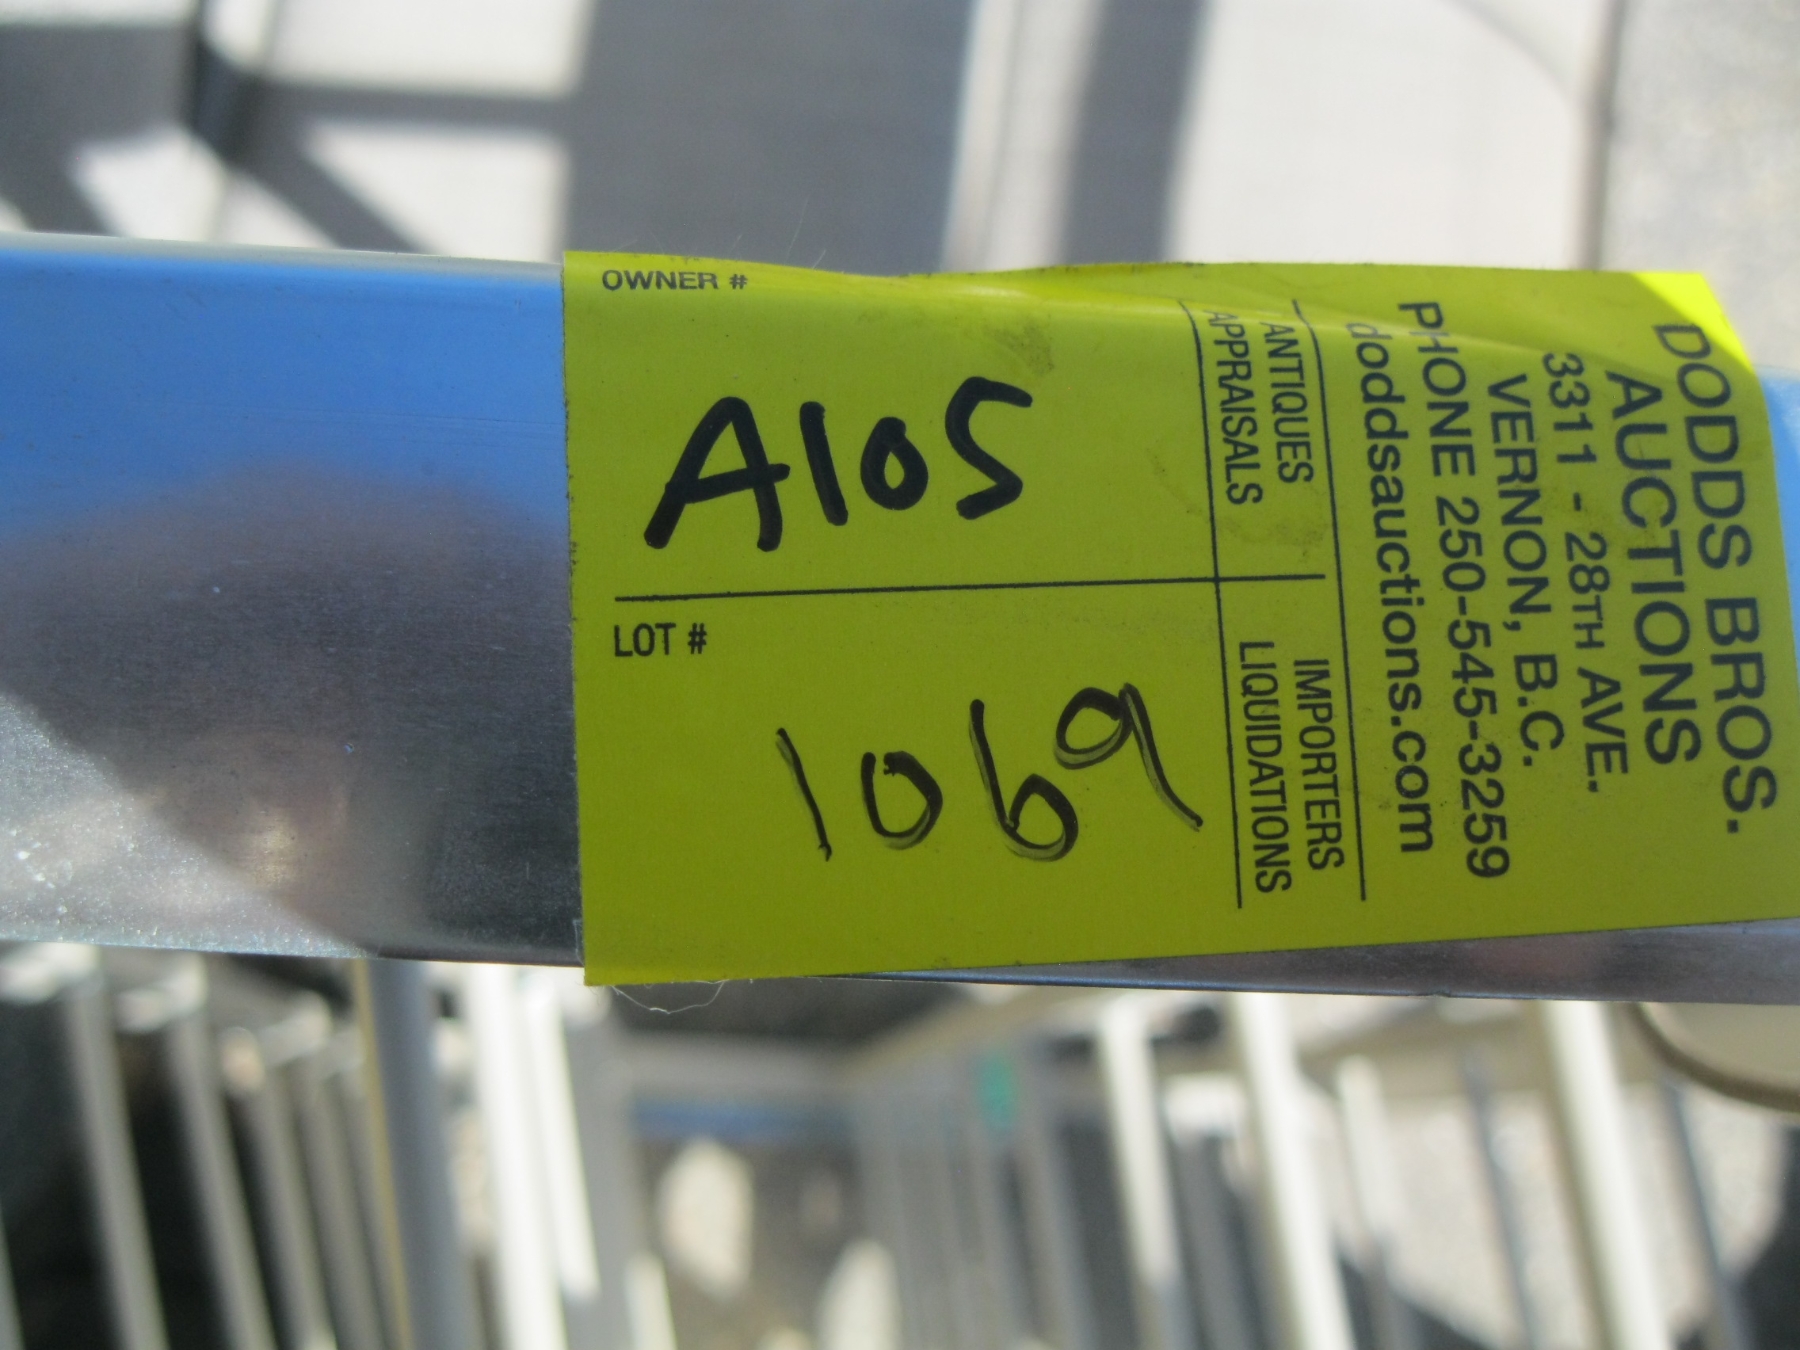 OWNER #
A105
LOT #
1069
ANTIQUES
APPRAISALS
IMPORTERS
LIQUIDATIONS
DODDS BROS.
AUCTIONS
3311 - 28TH AVE.
VERNON, B.C.
PHONE 250-545-3259
doddsauctions.com